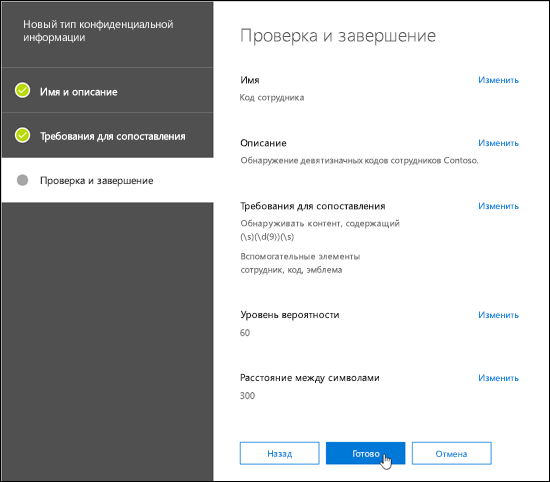 Новый тип конфиденциальной
информации
Имя и описание
Требования для сопоставления
Проверка и завершение
Проверка и завершение
Имя
Изменить
Код сотрудника
Описание
Изменить
Обнаружение девятизначных кодов сотрудников Contoso.
Требования для сопоставления
Изменить
Обнаруживать контент, содержащий
(\s)(\d{9})(\s)
Вспомогательные элементы
сотрудник, код, эмблема
Уровень вероятности
Изменить
60
Расстояние между символами
Изменить
300
Назад
Готово
Отмена